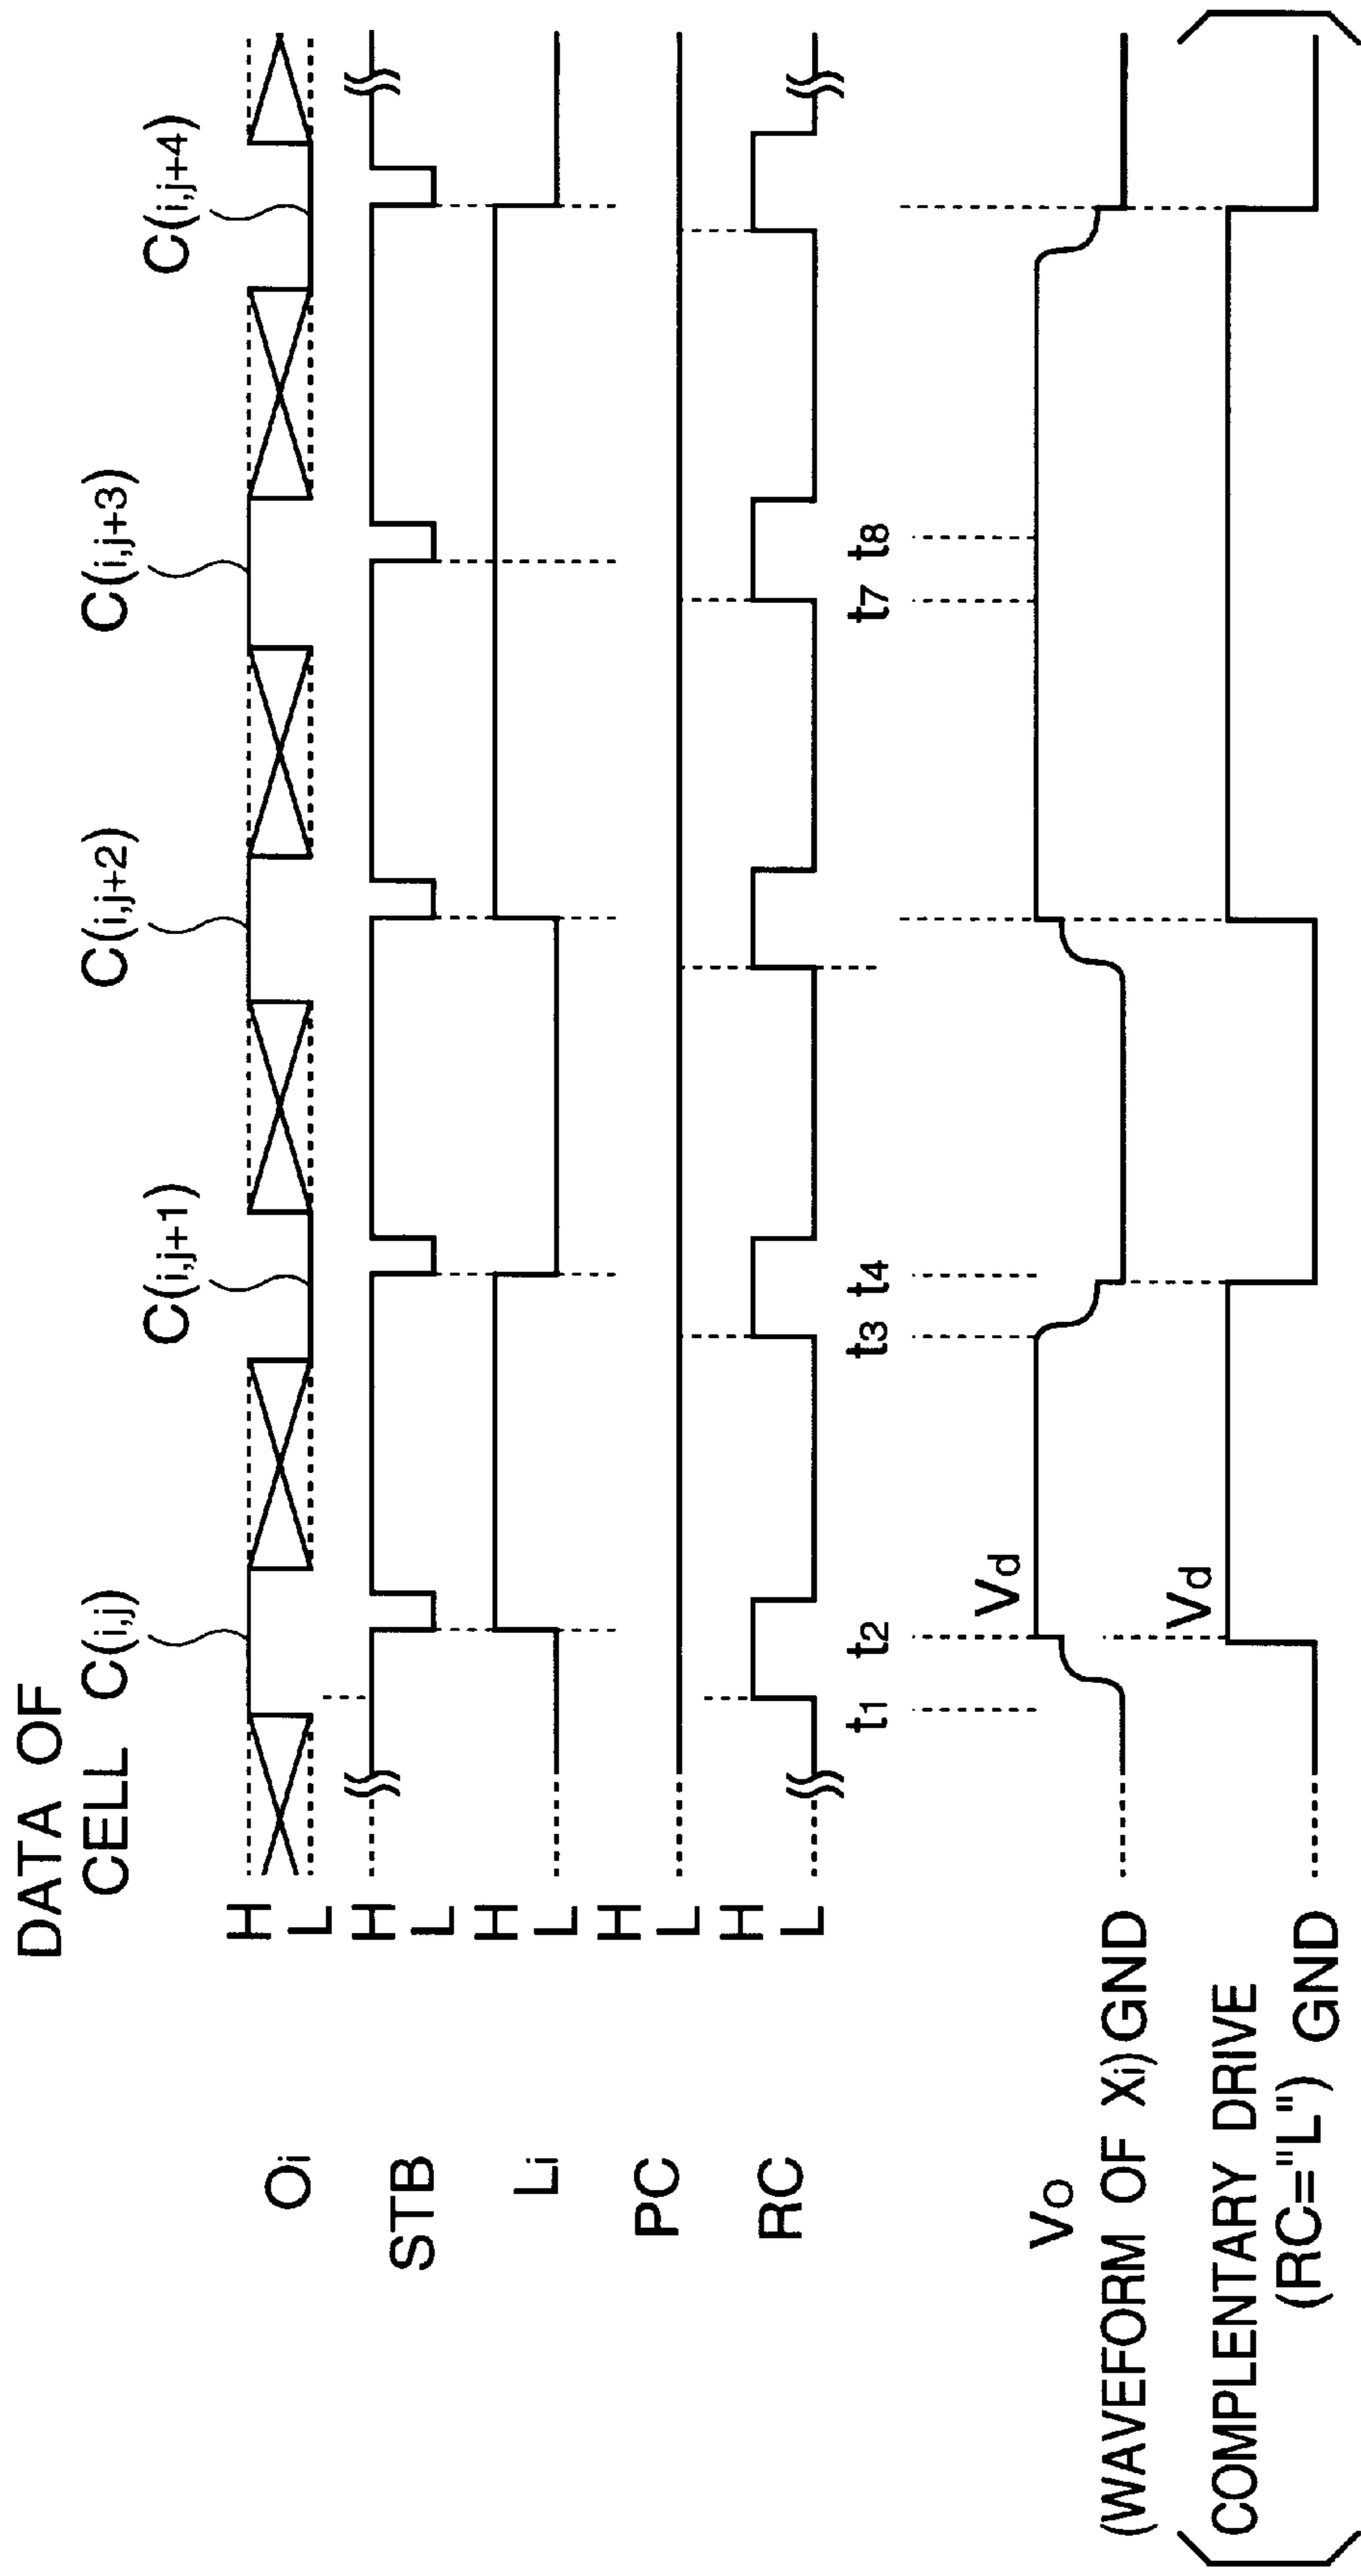 DATA OF
CELL C(i,j)
C(i,j+1)
C(i,j+2)
C(i,j+3)
C(i,j+4)
Oi
H
L
STB
H
L
Li
H
L
PC
H
L
RC
H
L
t1
t2
t3
t4
t7
t8
VO
(WAVEFORM OF Xi)
GND
Vd
COMPLENTARY DRIVE
(RC="L")
GND
Vd